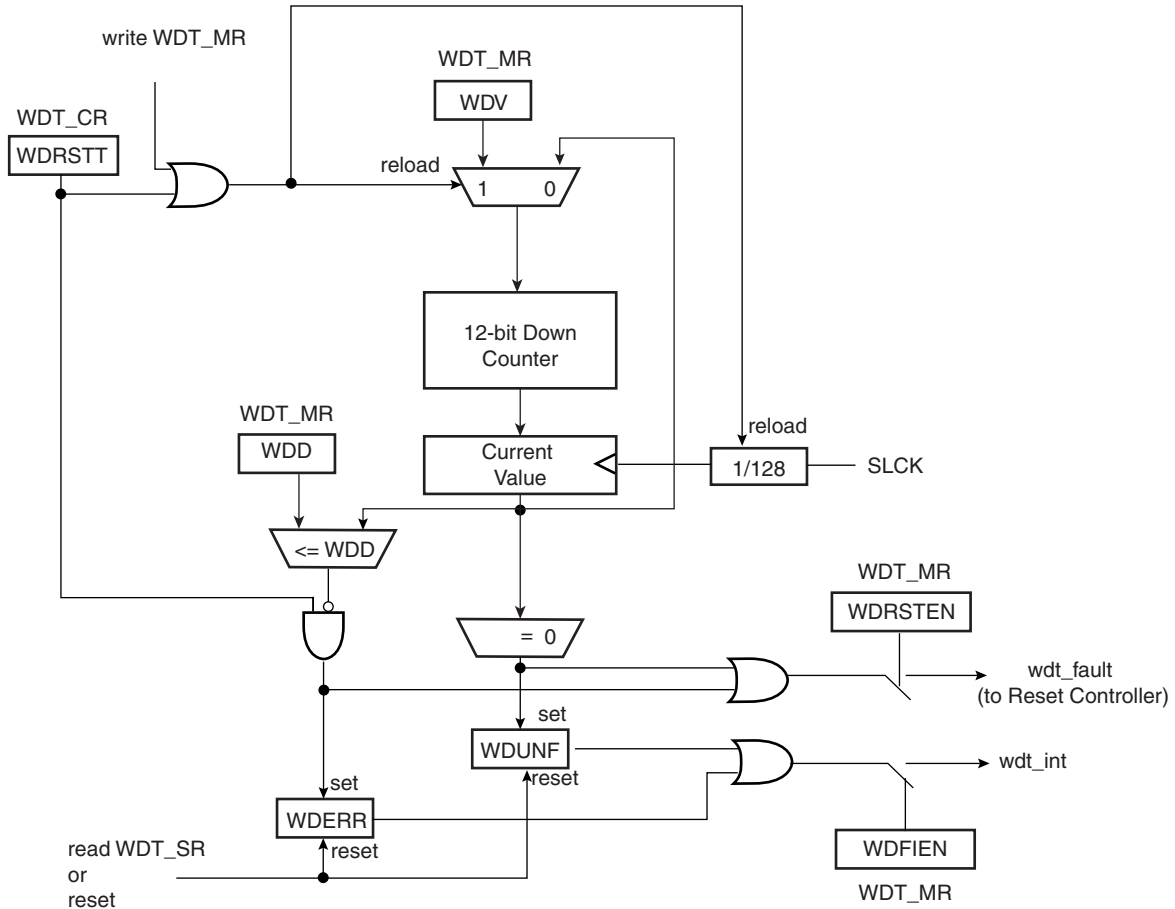 write WDT_MR
WDT_MR
WDV
WDT_CR
WDRSTT
reload
1 0
12-bit Down
Counter
WDT_MR
WDD
Current
Value
reload
1/128
SLCK
<= WDD
WDT_MR
WDRSTEN
= 0
wdt_fault
(to Reset Controller)
set
WDUNF
reset
wdt_int
set
WDERR
reset
read WDT_SR
or
reset
WDFIEN
WDT_MR